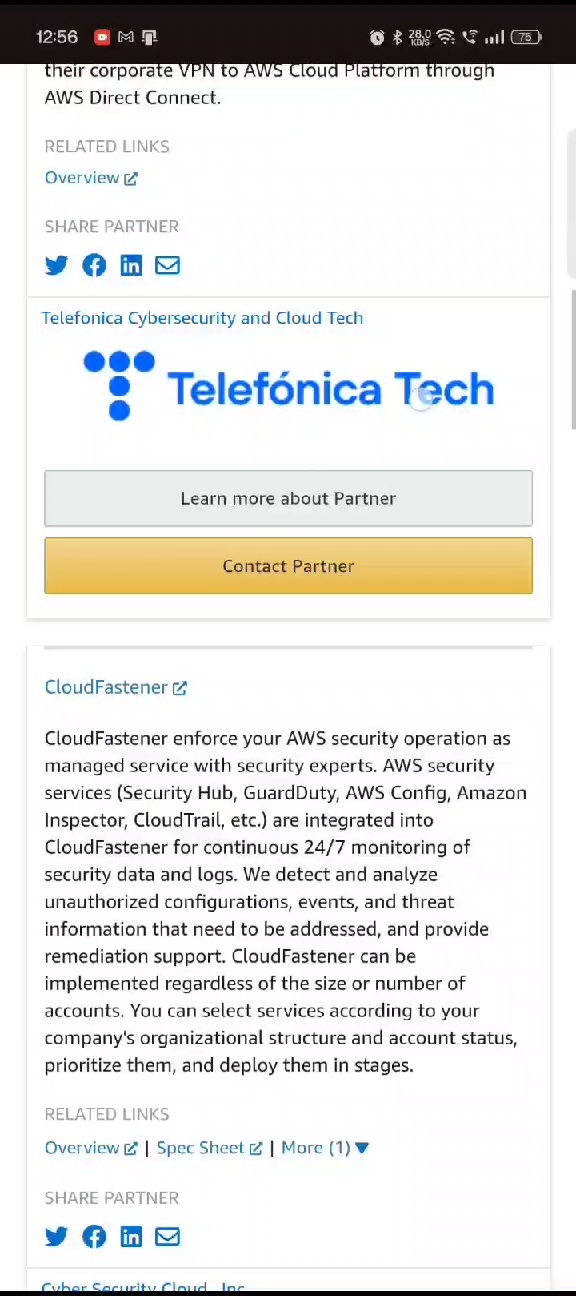 12:56
28.0
KB/S
75
their corporate VPN to AWS Cloud Platform through
AWS Direct Connect.
RELATED LINKS
Overview
SHARE PARTNER
Telefonica Cybersecurity and Cloud Tech
Telefónica Tech
Learn more about Partner
Contact Partner
CloudFastener
CloudFastener enforce your AWS security operation as
managed service with security experts. AWS security
services (Security Hub, GuardDuty, AWS Config, Amazon
Inspector, CloudTrail, etc.) are integrated into
CloudFastener for continuous 24/7 monitoring of
security data and logs. We detect and analyze
unauthorized configurations, events, and threat
information that need to be addressed, and provide
remediation support. CloudFastener can be
implemented regardless of the size or number of
accounts. You can select services according to your
company's organizational structure and account status,
prioritize them, and deploy them in stages.
RELATED LINKS
Overview | Spec Sheet | More (1)
SHARE PARTNER
Cyber Security Cloud, Inc.